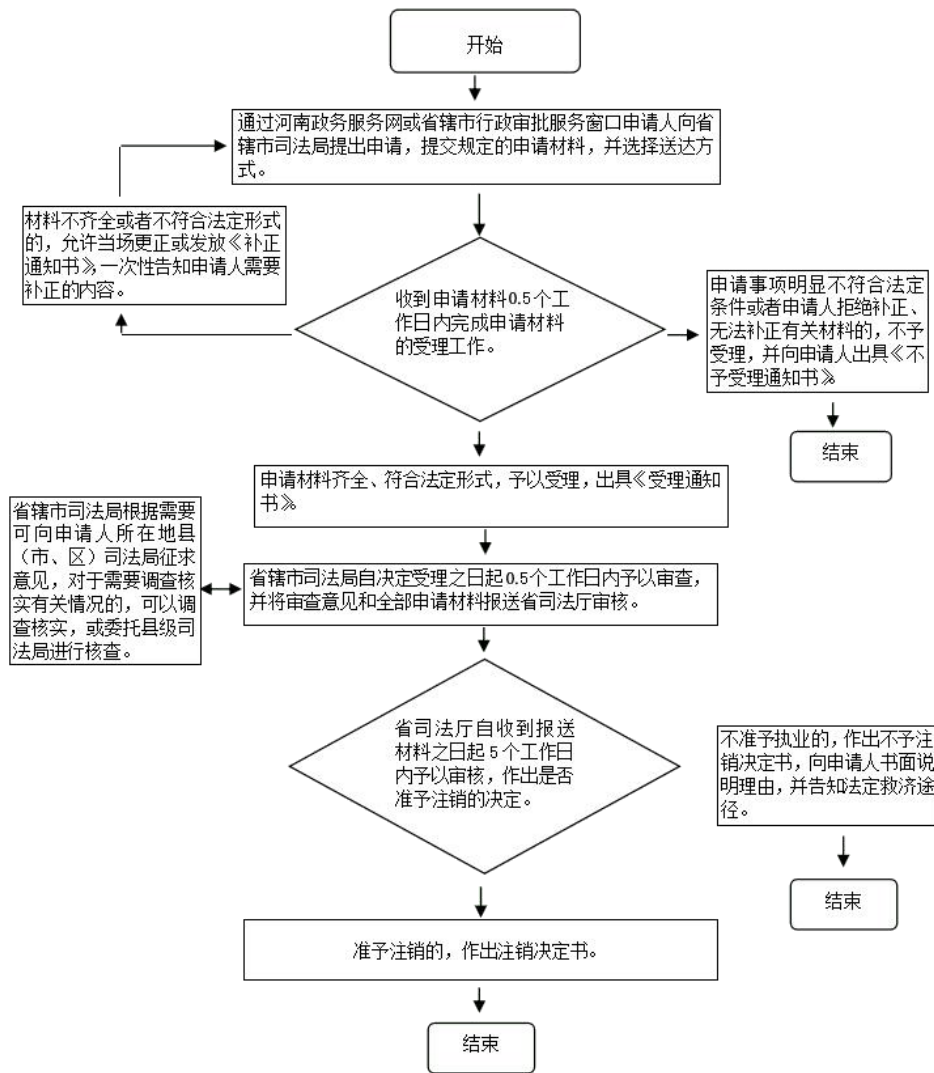 开始
通过河南政务服务网或省辖市行政审批服务窗口申请人向省
辖市司法局提出申请，提交规定的申请材料，并选择送达方
式。
材料不齐全或者不符合法定形式
的，允许当场更正或发放《补正
通知书》，一次性告知申请人需要
补正的内容。
收到申请材料0.5个工
作日内完成申请材料
的受理工作。
申请事项明显不符合法定
条件或者申请人拒绝补正、
无法补正有关材料的，不予
受理，并向申请人出具《不
予受理通知书》。
结束
申请材料齐全、符合法定形式，予以受理，出具《受理通知
书》。
省辖市司法局根据需要
可向申请人所在地县
（市、区）司法局征求
意见，对于需要调查核
实有关情况的，可以调
查核实，或委托县级司
法局进行核查。
省辖市司法局自决定受理之日起0.5个工作日内予以审查，
并将审查意见和全部申请材料报送省司法厅审核。
省司法厅自收到报送
材料之日起5个工作日
内予以审核，作出是否
准予注销的决定。
不准予执业的，作出不予注
销决定书，向申请人书面说
明理由，并告知法定救济途
径。
结束
准予注销的，作出注销决定书。
结束